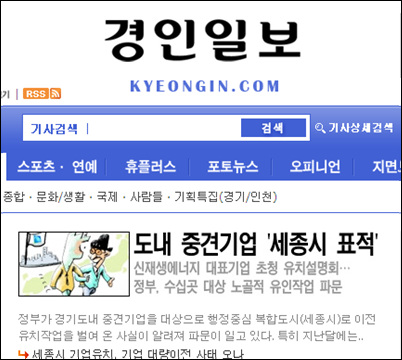 경인일보
KYEONGIN.COM
기 | RSS
기사검색 | 검색 기사상세검색
스포츠 · 연예 | 휴플러스 | 포토뉴스 | 오피니언 | 지면
종합 · 문화/생활 · 국제 · 사람들 · 기획특집(경기/인천)
도내 중견기업 '세종시 표적'
신재생에너지 대표기업 초청 유치설명회…
정부, 수십곳 대상 노골적 유인작업 파문
정부가 경기도내 중견기업을 대상으로 행정중심 복합도시(세종시)로 이전
유치작업을 벌여 온 사실이 알려져 파문이 일고 있다. 특히 지난달에는..
세종시 기업유치, 기업 대량이전 사태 오나